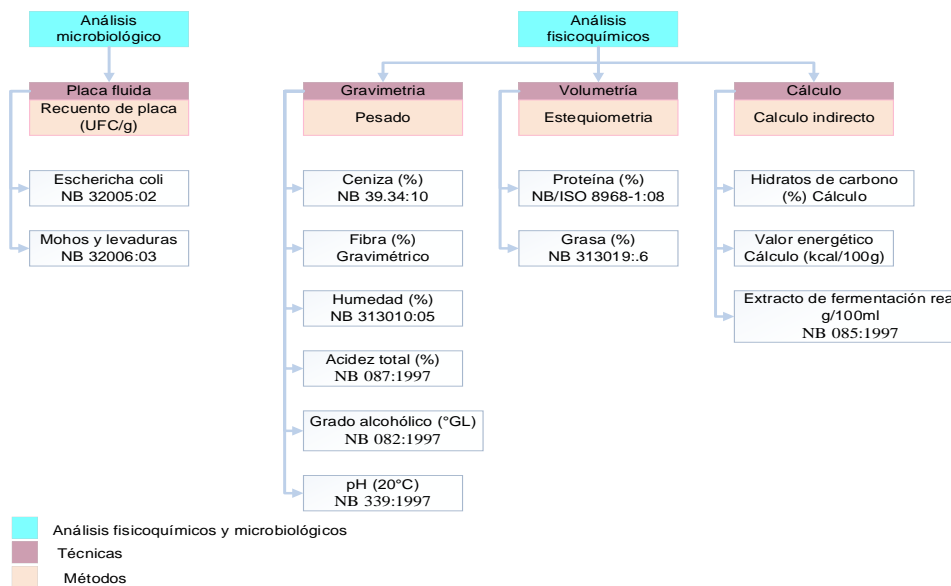 Análisis
microbiológico
Análisis
fisicoquímicos
Placa fluida
Recuento de placa
(UFC/g)
Gravimetria
Pesado
Volumetría
Estequiometria
Cálculo
Calculo indirecto
Eschericha coli
NB 32005:02
Mohos y levaduras
NB 32006:03
Ceniza (%)
NB 39.34:10
Fibra (%)
Gravimétrico
Humedad (%)
NB 313010:05
Acidez total (%)
NB 087:1997
Grado alcohólico (°GL)
NB 082:1997
pH (20°C)
NB 339:1997
Proteína (%)
NB/ISO 8968-1:08
Grasa (%)
NB 313019:.6
Hidratos de carbono
(%) Cálculo
Valor energético
Cálculo (kcal/100g)
Extracto de fermentación rea
g/100ml
NB 085:1997
Análisis fisicoquímicos y microbiológicos
Técnicas
Métodos